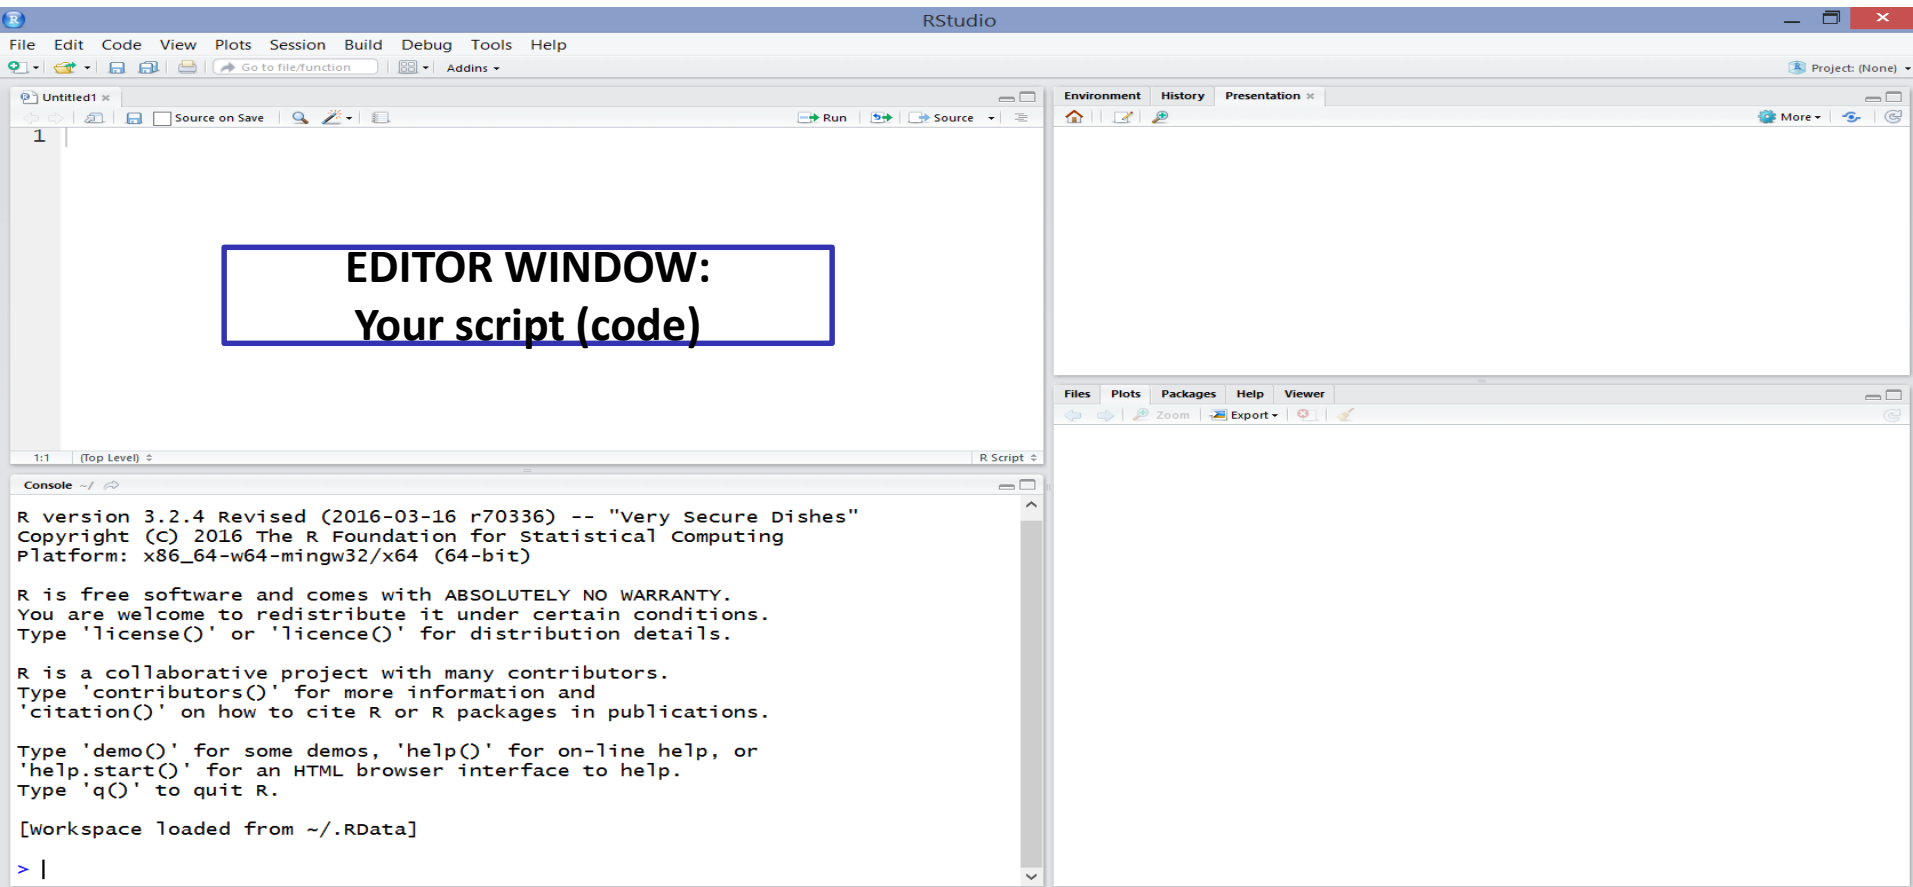 RStudio
File Edit Code View Plots Session Build Debug Tools Help
Go to file/function Addins Project: (None)
Untitled1
Source on Save Run Source
1
EDITOR WINDOW:
Your script (code)
1:1 (Top Level) R Script
Console ~/
R version 3.2.4 Revised (2016-03-16 r70336) -- "Very Secure Dishes"
Copyright (C) 2016 The R Foundation for Statistical Computing
Platform: x86_64-w64-mingw32/x64 (64-bit)
R is free software and comes with ABSOLUTELY NO WARRANTY.
You are welcome to redistribute it under certain conditions.
Type 'license()' or 'licence()' for distribution details.
R is a collaborative project with many contributors.
Type 'contributors()' for more information and
'citation()' on how to cite R or R packages in publications.
Type 'demo()' for some demos, 'help()' for on-line help, or
'help.start()' for an HTML browser interface to help.
Type 'q()' to quit R.
[Workspace loaded from ~/.RData]
>
Environment History Presentation
More
Files Plots Packages Help Viewer
Zoom Export